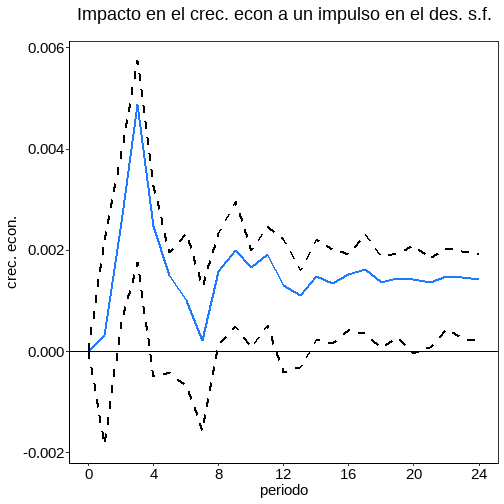 Impacto en el crec. econ a un impulso en el des. s.f.
0.006
0.004
0.002
0.000
-0.002
crec. econ.
0 4 8 12 16 20 24
periodo